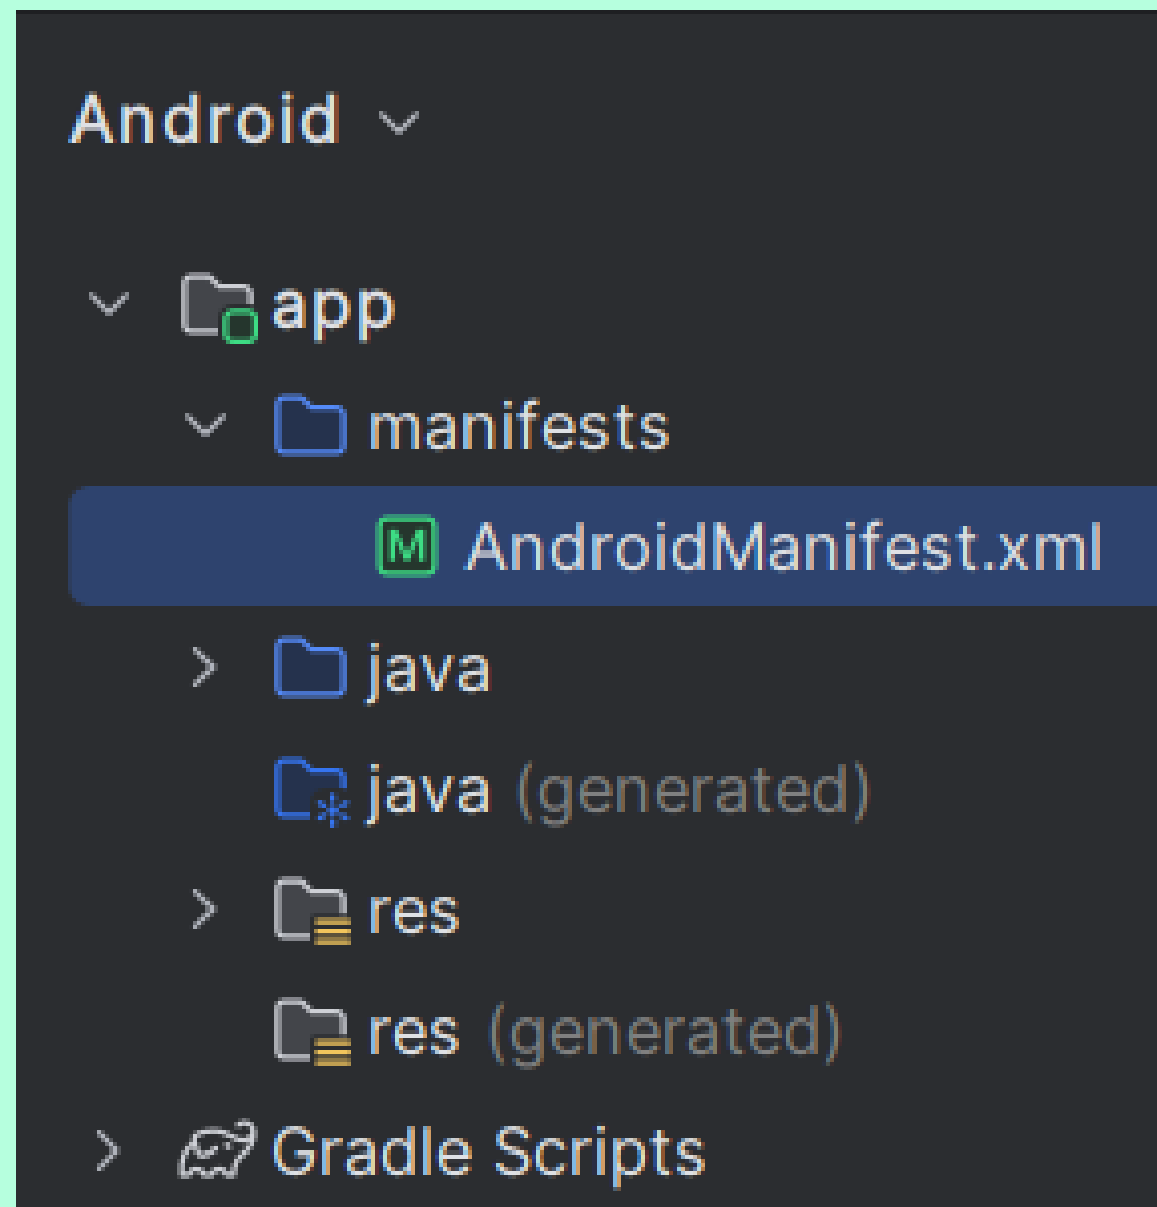 Android
app
manifests
M AndroidManifest.xml
java
java (generated)
res
res (generated)
Gradle Scripts